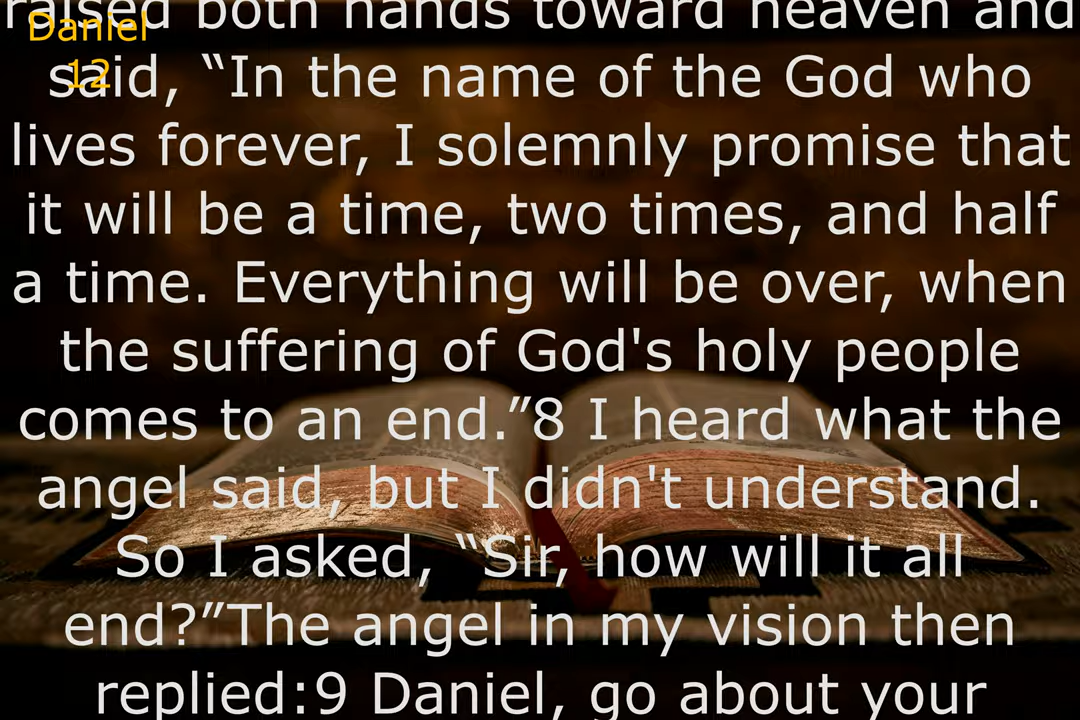 raised both hands toward heaven and
Daniel
12
said, “In the name of the God who
lives forever, I solemnly promise that
it will be a time, two times, and half
a time. Everything will be over, when
the suffering of God's holy people
comes to an end.”8 I heard what the
angel said, but I didn't understand.
So I asked, “Sir, how will it all
end?”The angel in my vision then
replied:9 Daniel, go about your